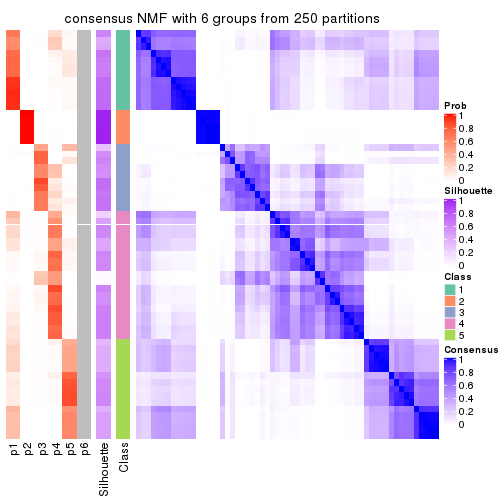 consensus NMF with 6 groups from 250 partitions
Prob
1
0.8
0.6
0.4
0.2
0
Silhouette
1
0.8
0.6
0.4
0.2
0
Class
1
2
3
4
5
Consensus
1
0.8
0.6
0.4
0.2
0
p1
p2
p3
p4
p5
p6
Silhouette
Class